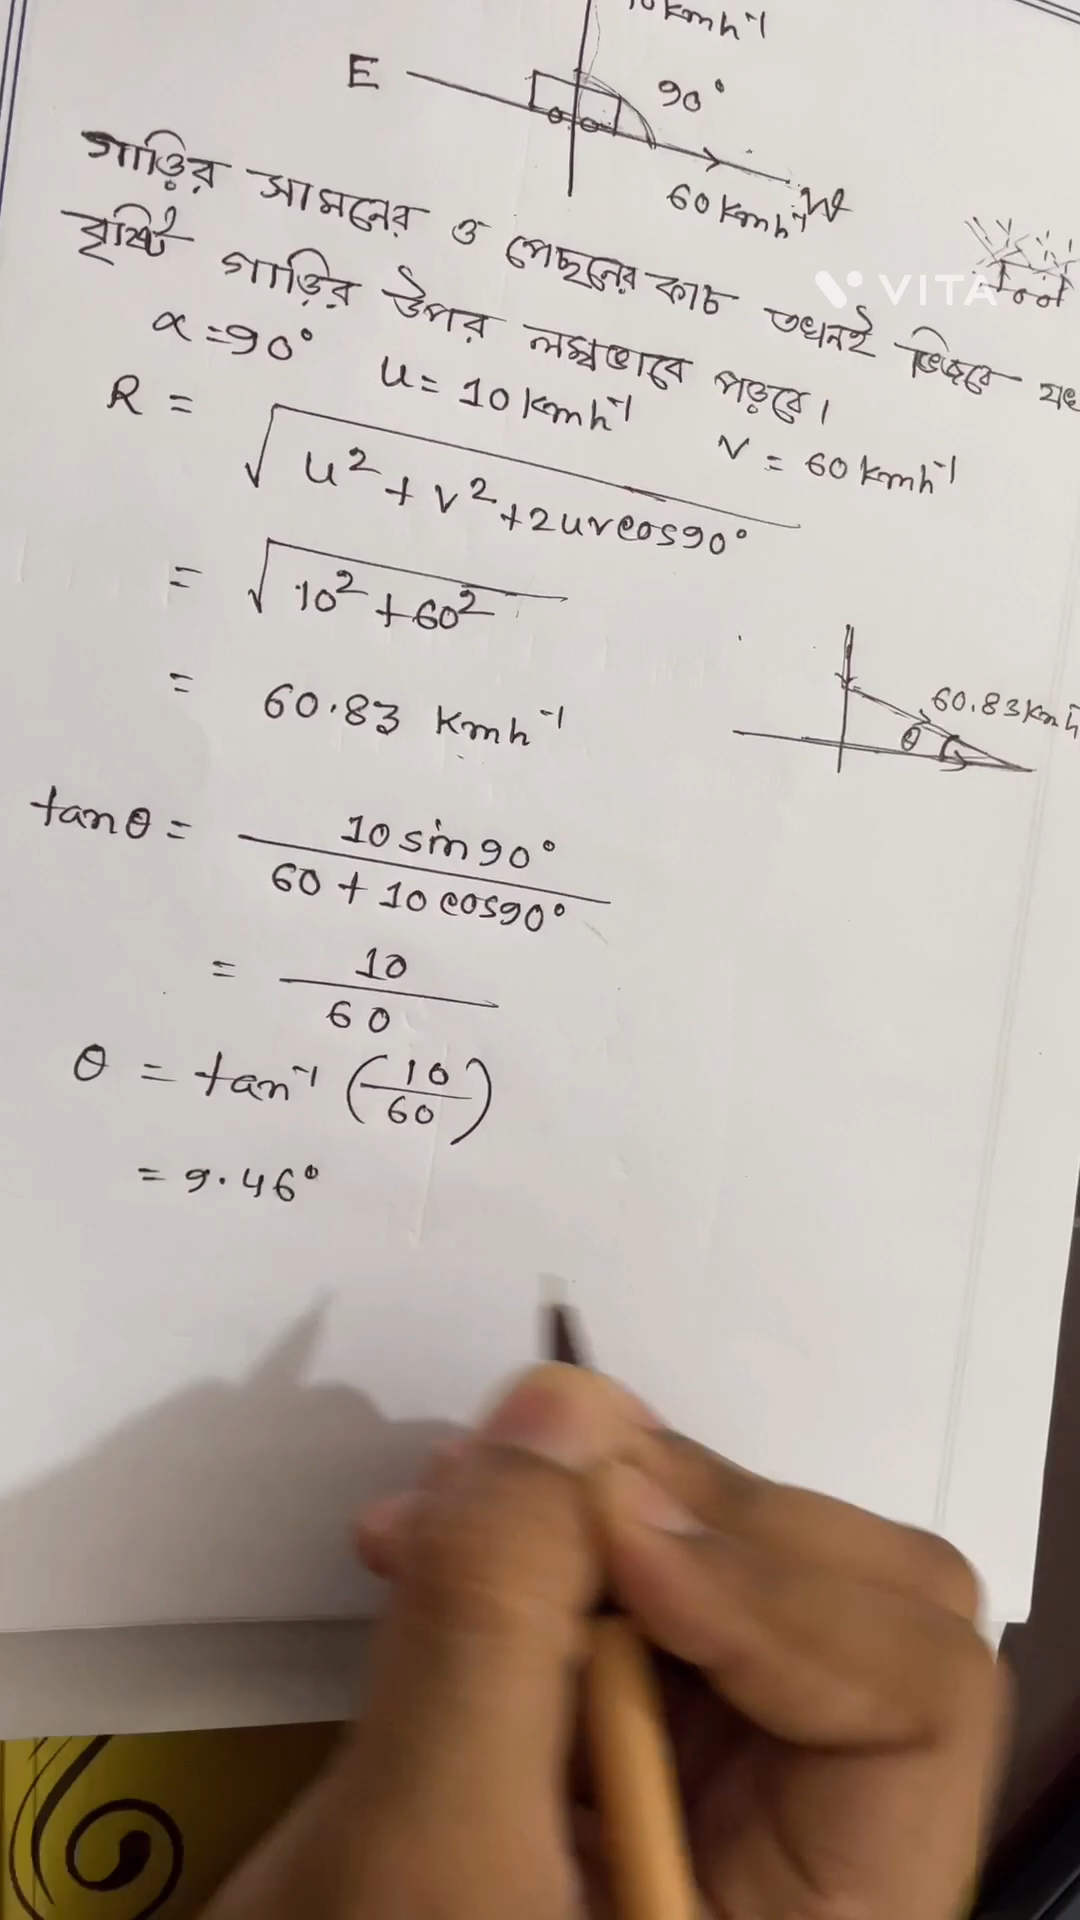 10 kmh⁻¹
E
90°
60 kmh⁻¹ W
গাড়ির সামনের ও পেছনের কাচ তখনই ভিজবে যখ
বৃষ্টি গাড়ির উপর লম্বভাবে পড়বে।
VITA
α = 90° u = 10 kmh⁻¹ v = 60 kmh⁻¹
R = √(u² + v² + 2uv cos90°)
= √(10² + 60²)
= 60.83 kmh⁻¹
60.83 kmh⁻
θ
tanθ = 10 sin90° / 60 + 10 cos90°
= 10 / 60
θ = tan⁻¹ (10/60)
= 9.46°